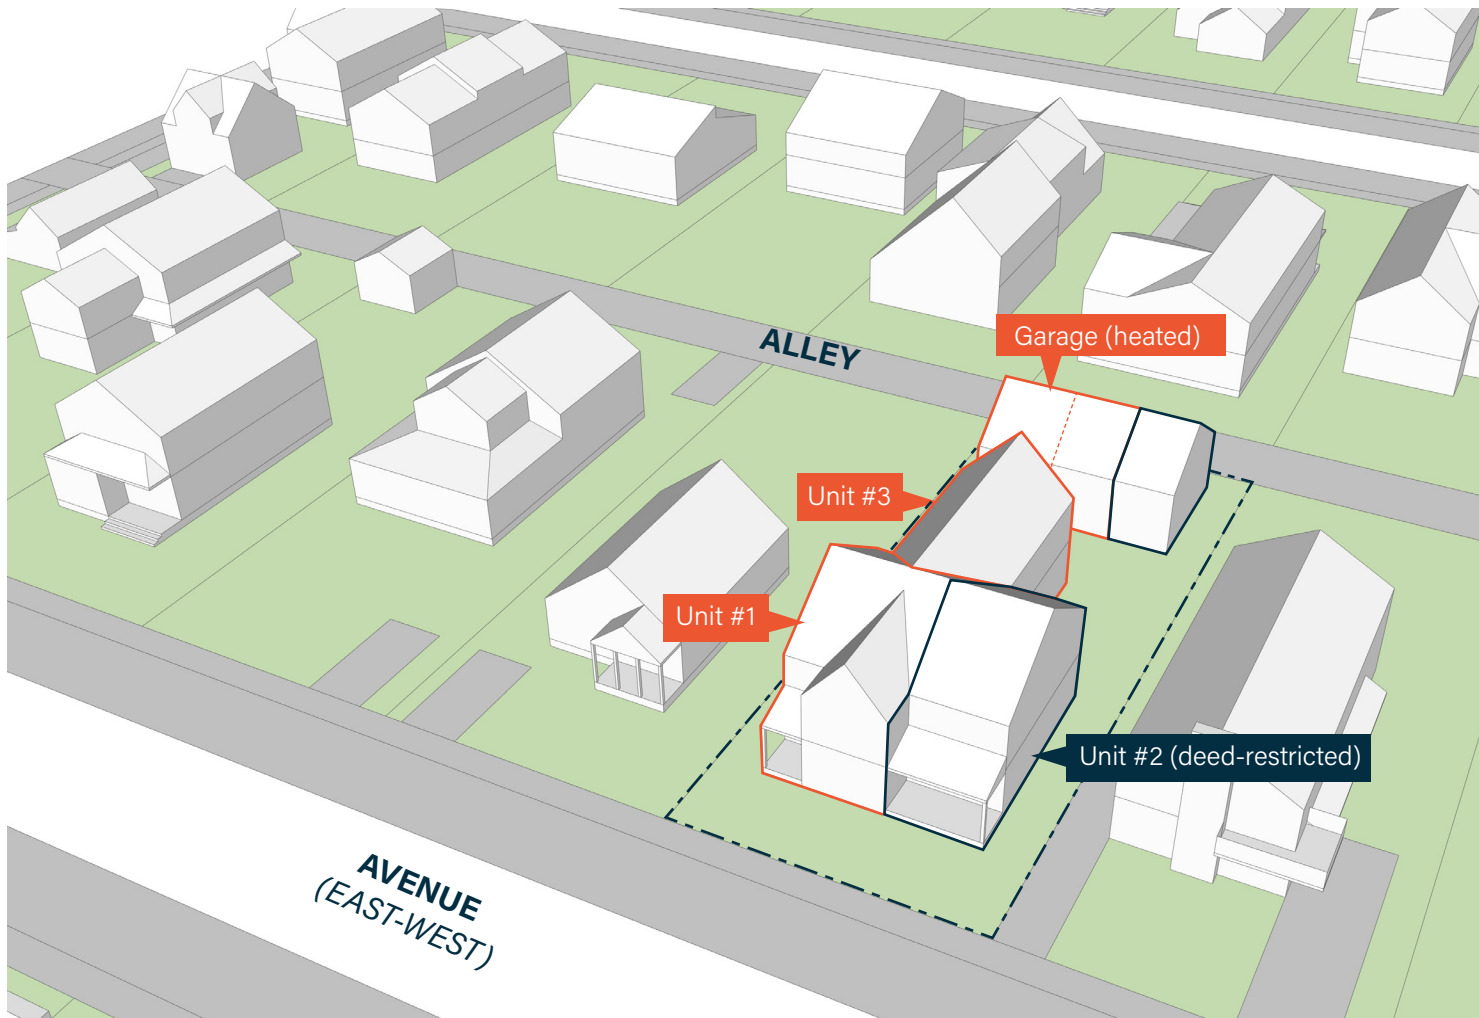 Garage (heated)
ALLEY
Unit #3
Unit #1
Unit #2 (deed-restricted)
AVENUE
(EAST-WEST)